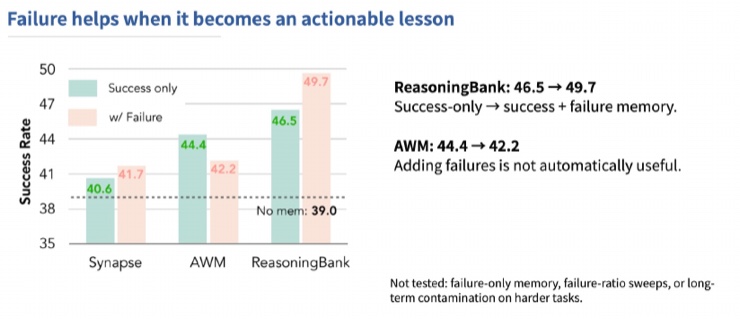 Failure helps when it becomes an actionable lesson
Success Rate
50
47
44
41
38
35
Success only
w/ Failure
40.6
41.7
44.4
42.2
46.5
49.7
No mem: 39.0
Synapse
AWM
ReasoningBank
ReasoningBank: 46.5 → 49.7
Success-only → success + failure memory.
AWM: 44.4 → 42.2
Adding failures is not automatically useful.
Not tested: failure-only memory, failure-ratio sweeps, or long-
term contamination on harder tasks.